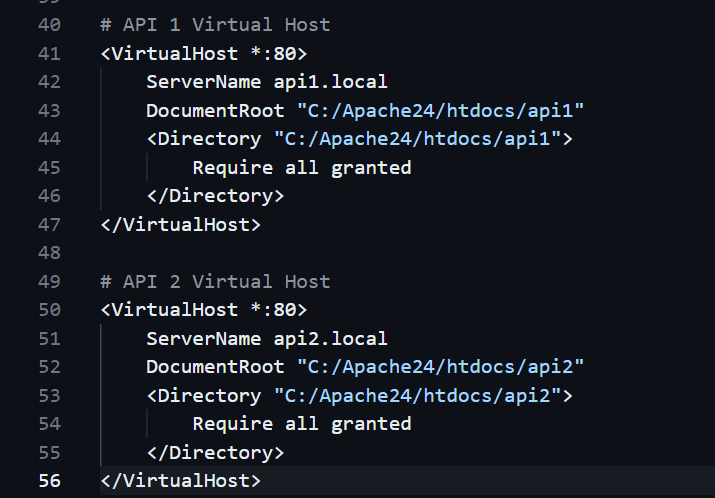 40 # API 1 Virtual Host
41 <VirtualHost *:80>
42 ServerName api1.local
43 DocumentRoot "C:/Apache24/htdocs/api1"
44 <Directory "C:/Apache24/htdocs/api1">
45 Require all granted
46 </Directory>
47 </VirtualHost>
48
49 # API 2 Virtual Host
50 <VirtualHost *:80>
51 ServerName api2.local
52 DocumentRoot "C:/Apache24/htdocs/api2"
53 <Directory "C:/Apache24/htdocs/api2">
54 Require all granted
55 </Directory>
56 </VirtualHost>